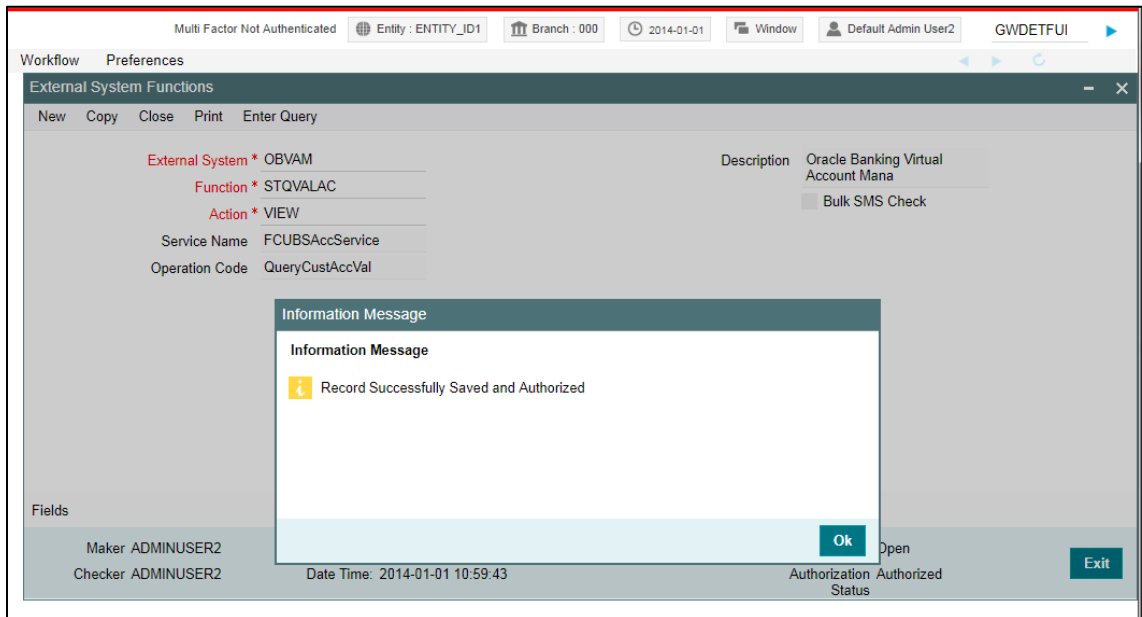 Multi Factor Not Authenticated Entity : ENTITY_ID1 Branch : 000 2014-01-01 Window Default Admin User2 GWDETFUI
Workflow Preferences
External System Functions
New Copy Close Print Enter Query
External System * OBVAM
Description Oracle Banking Virtual
Account Mana
Function * STQVALAC
Bulk SMS Check
Action * VIEW
Service Name FCUBSAccService
Operation Code QueryCustAccVal
Information Message
Information Message
Record Successfully Saved and Authorized
Ok
Fields
Maker ADMINUSER2
Open
Checker ADMINUSER2 Date Time: 2014-01-01 10:59:43
Authorization Authorized
Status
Exit